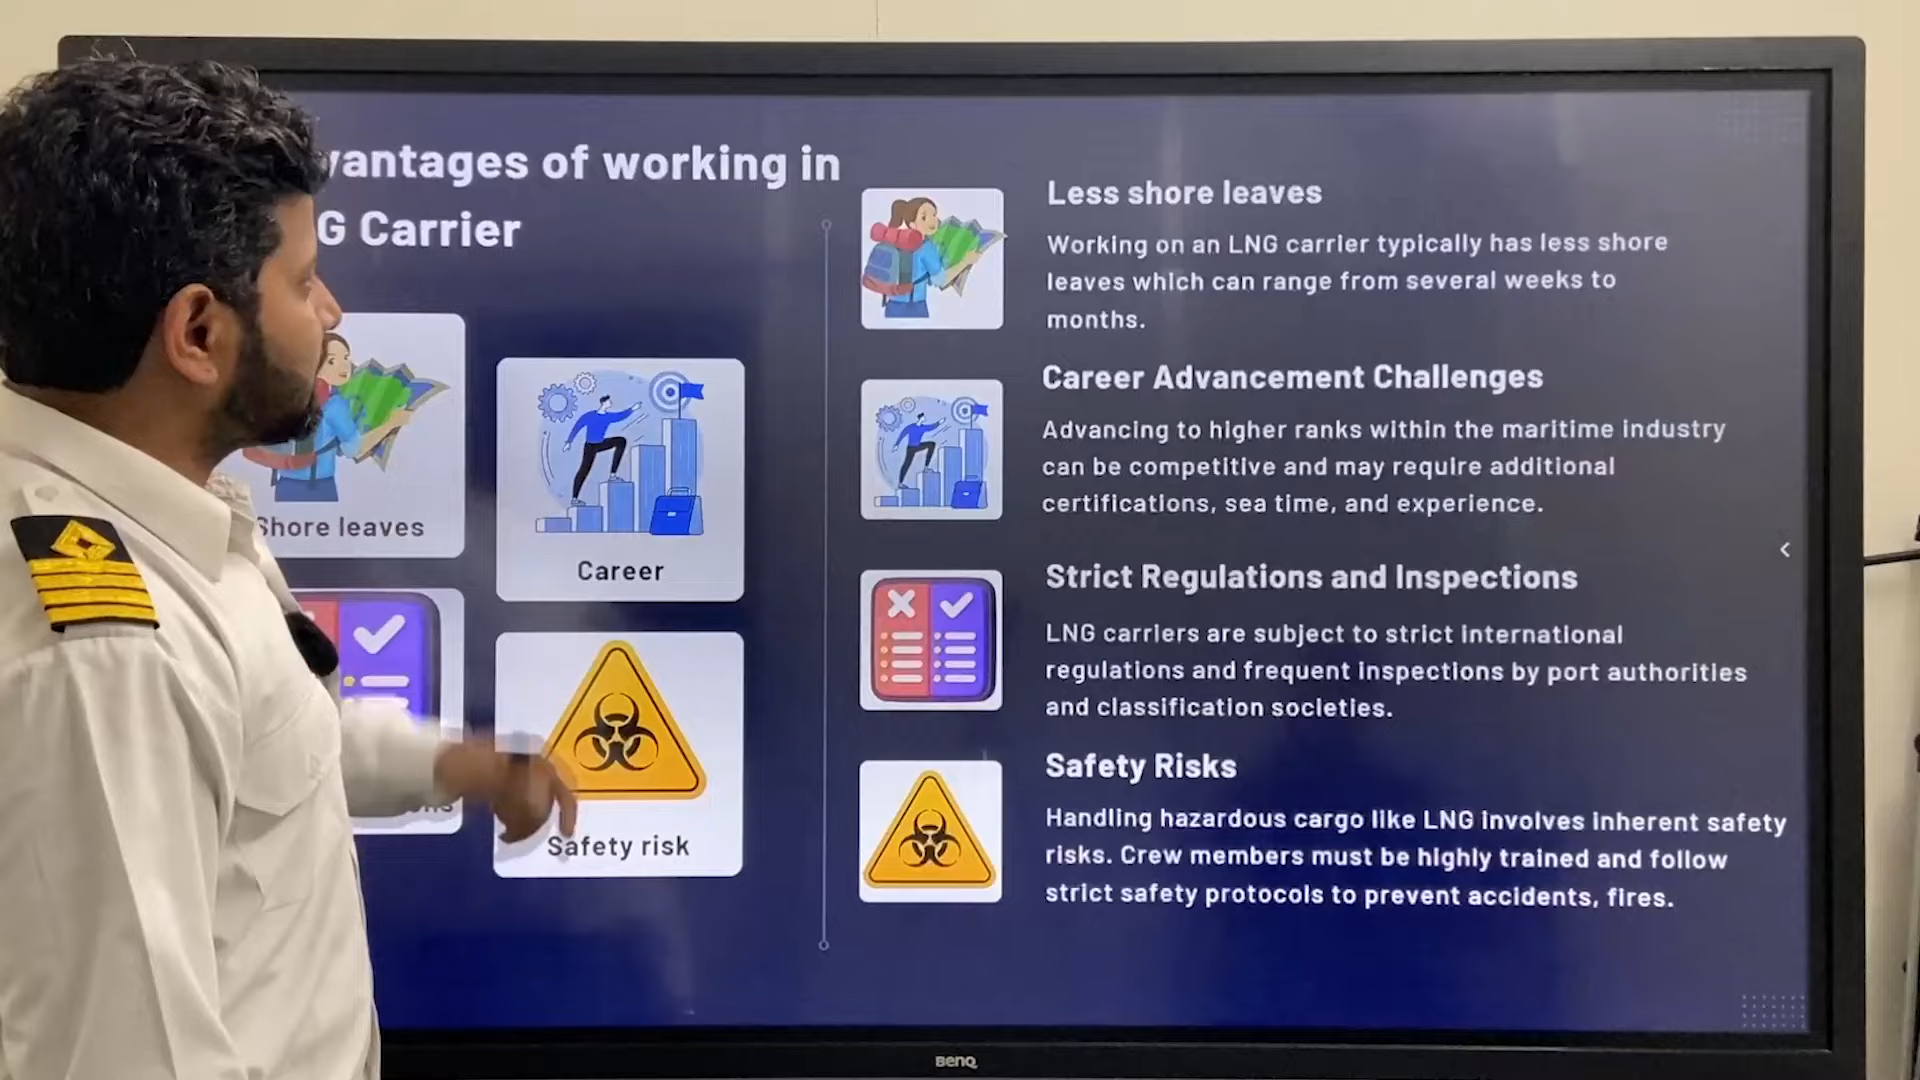 of working in
Carrier
Shore leaves
Career
Safety risk
Less shore leaves
Working on an LNG carrier typically has less shore
leaves which can range from several weeks to
months.
Career Advancement Challenges
Advancing to higher ranks within the maritime industry
can be competitive and may require additional
certifications, sea time, and experience.
Strict Regulations and Inspections
LNG carriers are subject to strict international
regulations and frequent inspections by port authorities
and classification societies.
Safety Risks
Handling hazardous cargo like LNG involves inherent safety
risks. Crew members must be highly trained and follow
strict safety protocols to prevent accidents, fires.
BenQ